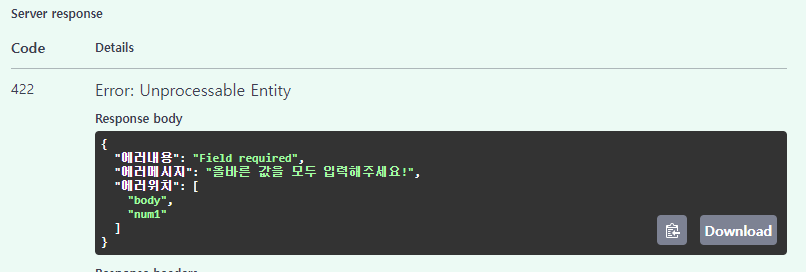 Server response
Code Details
422 Error: Unprocessable Entity
Response body
{
"에러내용": "Field required",
"에러메시지": "올바른 값을 모두 입력해주세요!",
"에러위치": [
"body",
"num1"
]
}
Download
Response headers